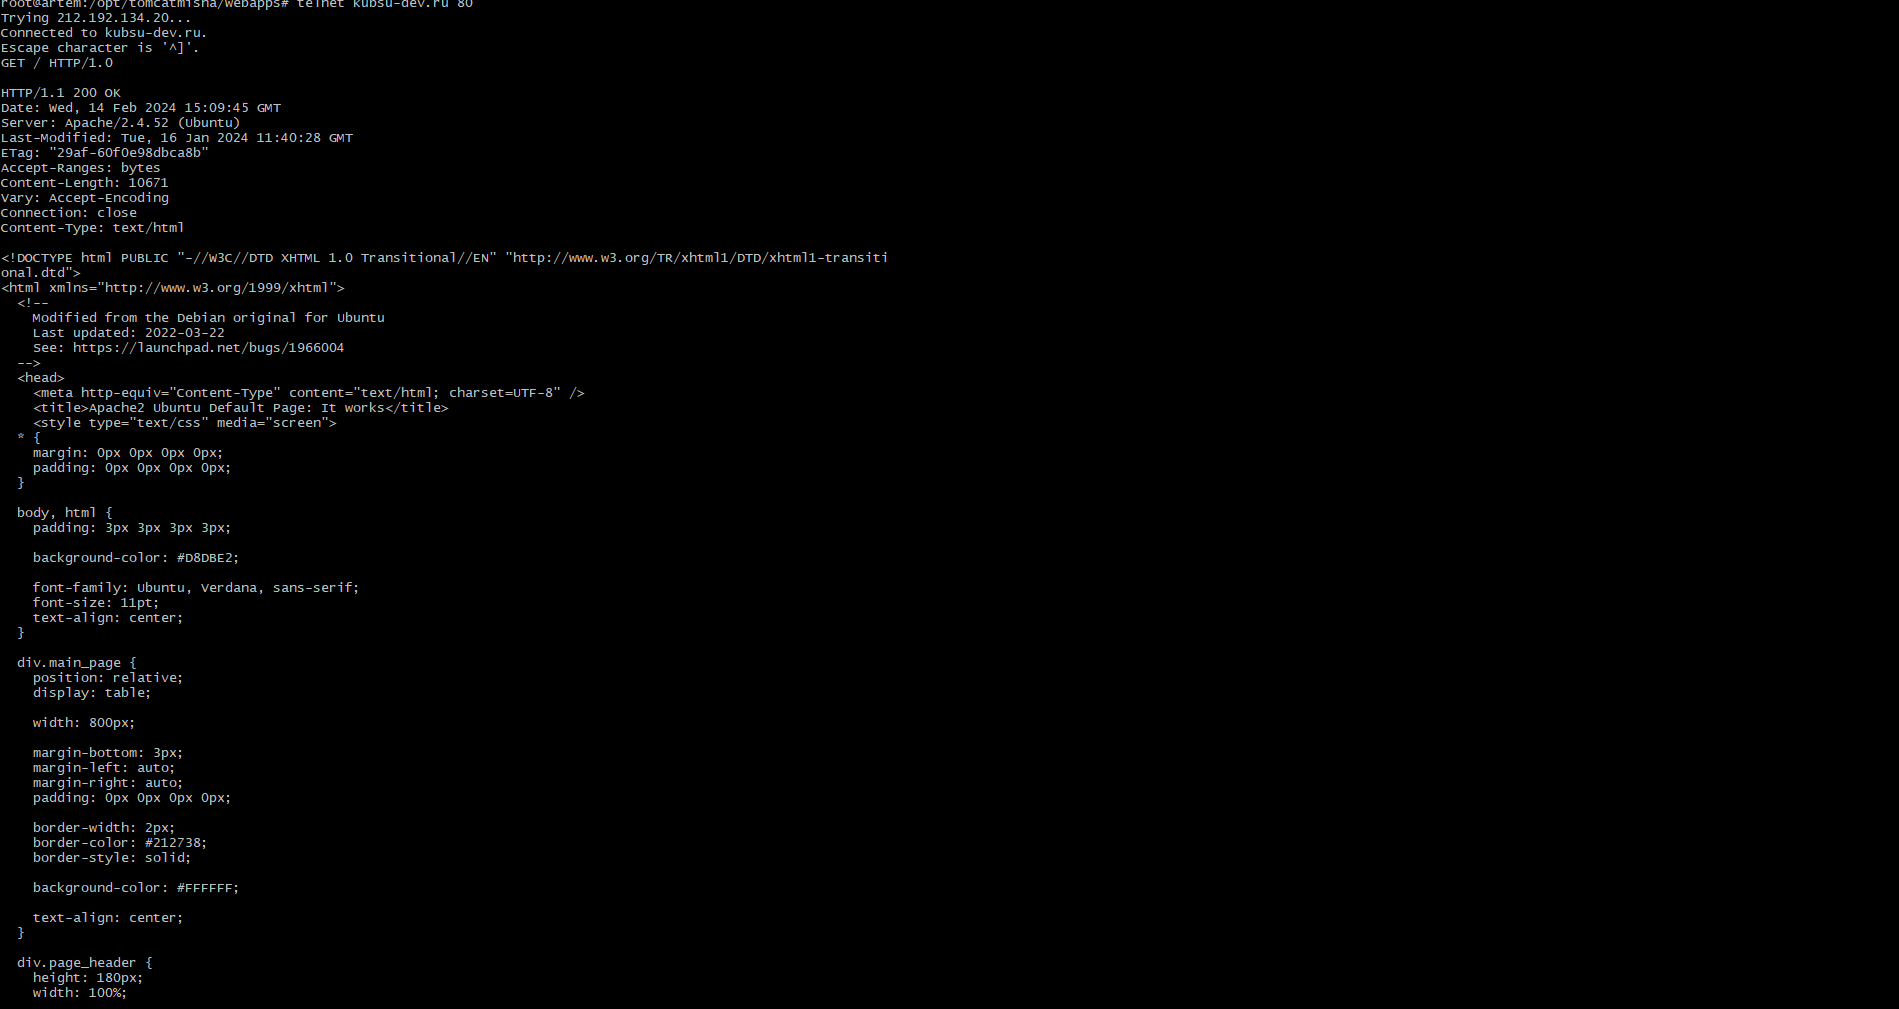 root@artem:/opt/tomcatmisha/webapps# telnet kubsu-dev.ru 80
Trying 212.192.134.20...
Connected to kubsu-dev.ru.
Escape character is '^]'.
GET / HTTP/1.0

HTTP/1.1 200 OK
Date: Wed, 14 Feb 2024 15:09:45 GMT
Server: Apache/2.4.52 (Ubuntu)
Last-Modified: Tue, 16 Jan 2024 11:40:28 GMT
ETag: "29af-60f0e98dbca8b"
Accept-Ranges: bytes
Content-Length: 10671
Vary: Accept-Encoding
Connection: close
Content-Type: text/html

<!DOCTYPE html PUBLIC "-//W3C//DTD XHTML 1.0 Transitional//EN" "http://www.w3.org/TR/xhtml1/DTD/xhtml1-transiti
onal.dtd">
<html xmlns="http://www.w3.org/1999/xhtml">
  <!--
    Modified from the Debian original for Ubuntu
    Last updated: 2022-03-22
    See: https://launchpad.net/bugs/1966004
  -->
  <head>
    <meta http-equiv="Content-Type" content="text/html; charset=UTF-8" />
    <title>Apache2 Ubuntu Default Page: It works</title>
    <style type="text/css" media="screen">
  * {
    margin: 0px 0px 0px 0px;
    padding: 0px 0px 0px 0px;
  }

  body, html {
    padding: 3px 3px 3px 3px;

    background-color: #D8DBE2;

    font-family: Ubuntu, Verdana, sans-serif;
    font-size: 11pt;
    text-align: center;
  }

  div.main_page {
    position: relative;
    display: table;

    width: 800px;

    margin-bottom: 3px;
    margin-left: auto;
    margin-right: auto;
    padding: 0px 0px 0px 0px;

    border-width: 2px;
    border-color: #212738;
    border-style: solid;

    background-color: #FFFFFF;

    text-align: center;
  }

  div.page_header {
    height: 180px;
    width: 100%;